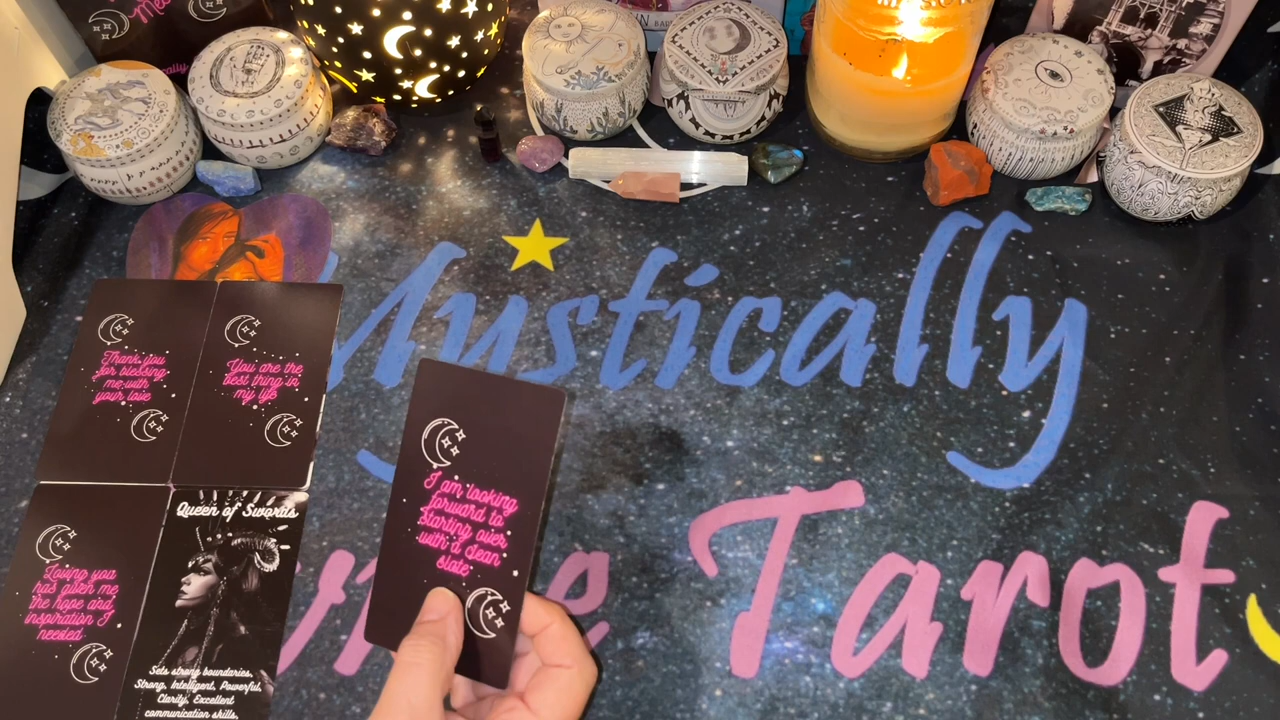 Mystically
Tarot
Thank you
for blessing
me with
your love
You are the
best thing in
my life
I am looking
forward to
starting over
with a clean
slate
Loving you
has given me
the hope and
inspiration I
needed
Queen of Swords
Sets strong boundaries,
Strong, Intelligent, Powerful,
Clarity, Excellent
communication skills,